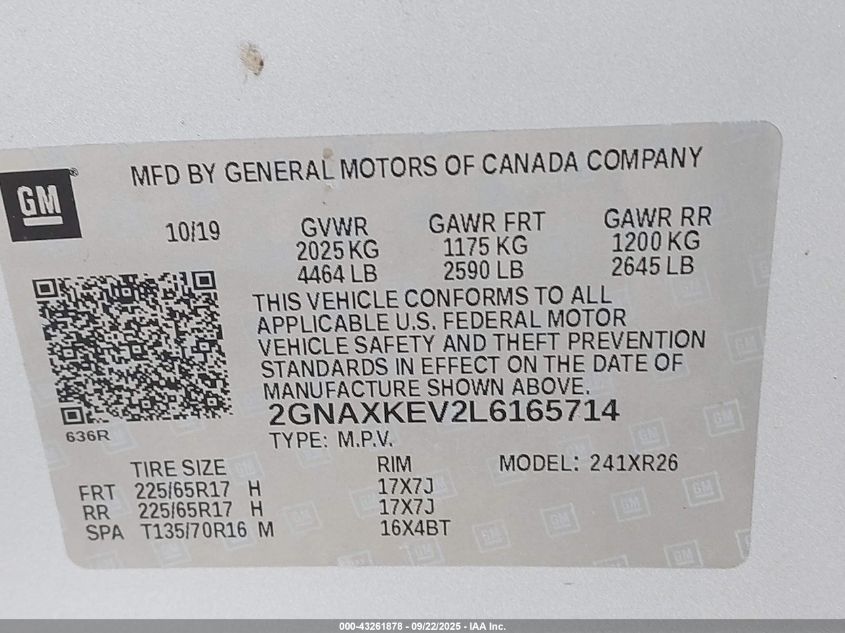 MFD BY GENERAL MOTORS OF CANADA COMPANY
GM®
10/19 GVWR GAWR FRT GAWR RR
2025 KG 1175 KG 1200 KG
4464 LB 2590 LB 2645 LB
THIS VEHICLE CONFORMS TO ALL
APPLICABLE U.S. FEDERAL MOTOR
VEHICLE SAFETY AND THEFT PREVENTION
STANDARDS IN EFFECT ON THE DATE OF
MANUFACTURE SHOWN ABOVE.
2GNAXKEV2L6165714
636R
TYPE: M.P.V.
TIRE SIZE RIM MODEL: 241XR26
FRT 225/65R17 H 17X7J
RR 225/65R17 H 17X7J
SPA T135/70R16 M 16X4BT
000-43261878 - 09/22/2025 - IAA Inc.